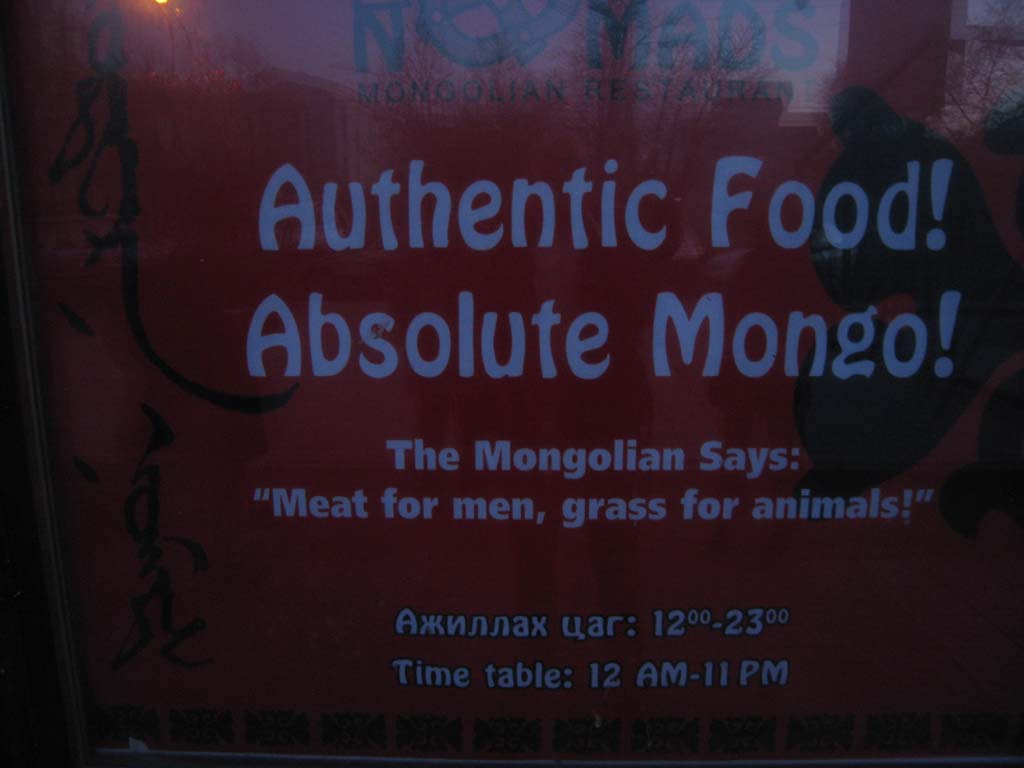 NOMADS
MONGOLIAN RESTAURANT
Authentic Food!
Absolute Mongo!
The Mongolian Says:
“Meat for men, grass for animals!”
Ажиллах цаг: 12⁰⁰-23⁰⁰
Time table: 12 AM-11 PM